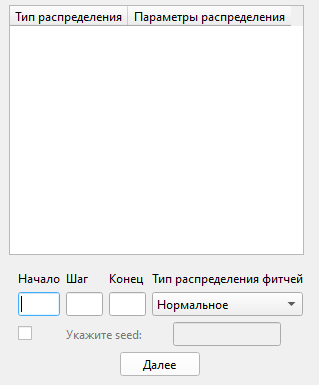 Тип распределения Параметры распределения
Начало Шаг Конец Тип распределения фитчей
Нормальное
Укажите seed:
Далее